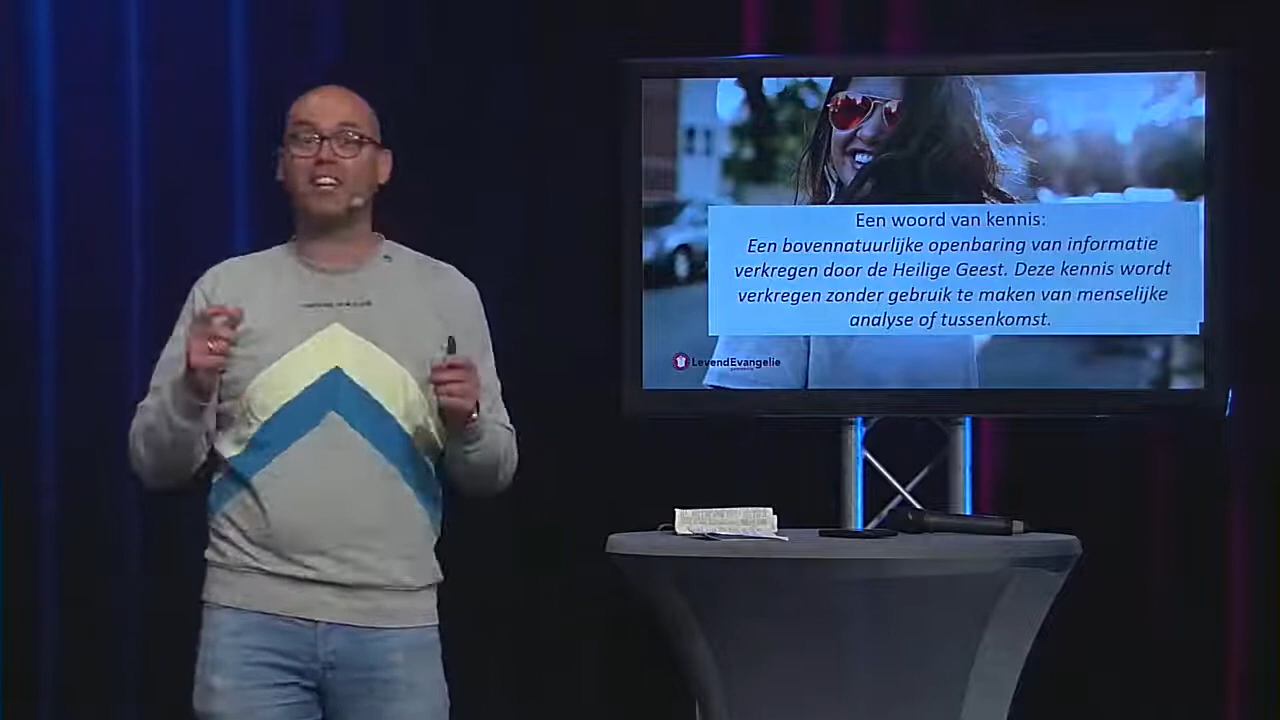 Een woord van kennis:
Een bovennatuurlijke openbaring van informatie
verkregen door de Heilige Geest. Deze kennis wordt
verkregen zonder gebruik te maken van menselijke
analyse of tussenkomst.
LevendEvangelie